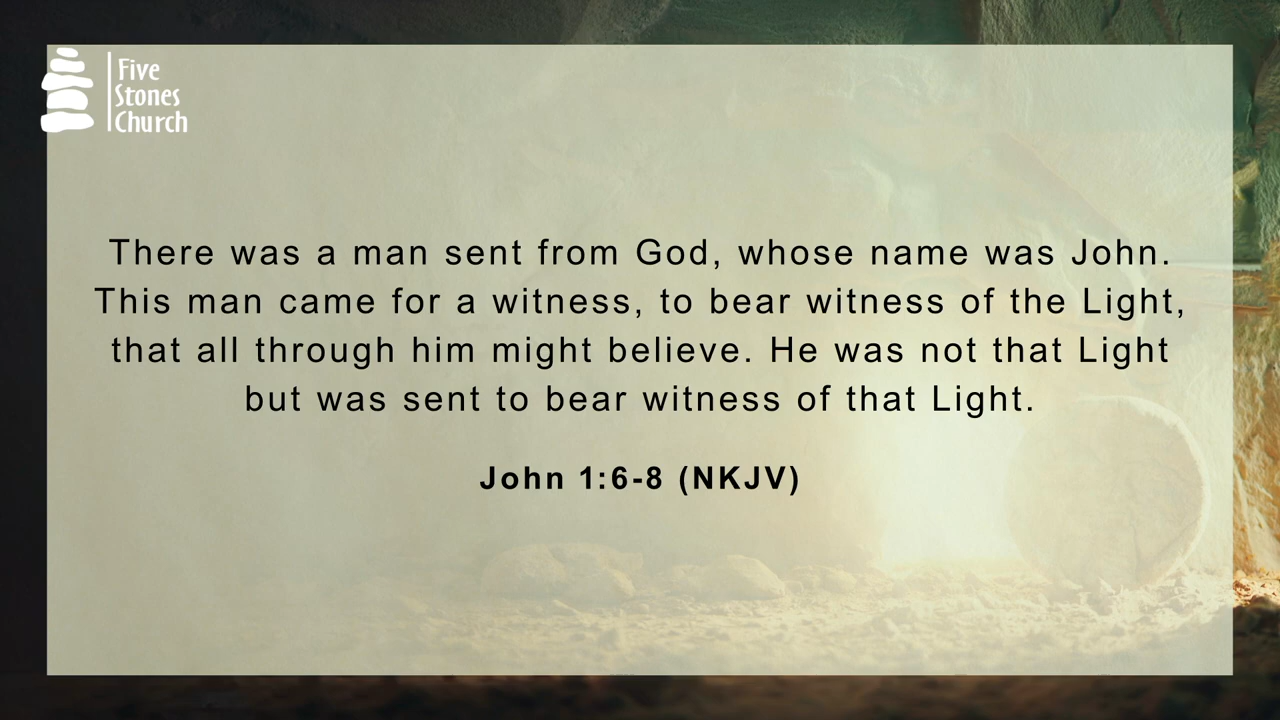 Five
Stones
Church
There was a man sent from God, whose name was John.
This man came for a witness, to bear witness of the Light,
that all through him might believe. He was not that Light
but was sent to bear witness of that Light.
John 1:6-8 (NKJV)